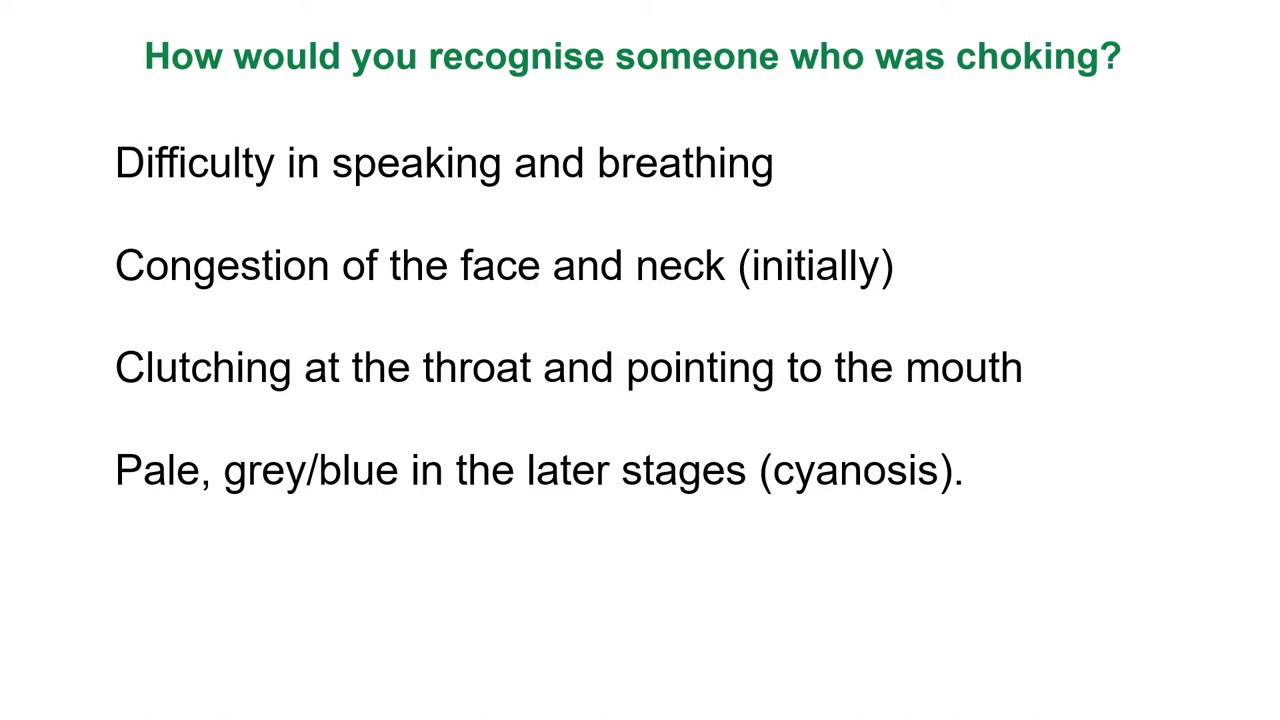 How would you recognise someone who was choking?
Difficulty in speaking and breathing
Congestion of the face and neck (initially)
Clutching at the throat and pointing to the mouth
Pale, grey/blue in the later stages (cyanosis).